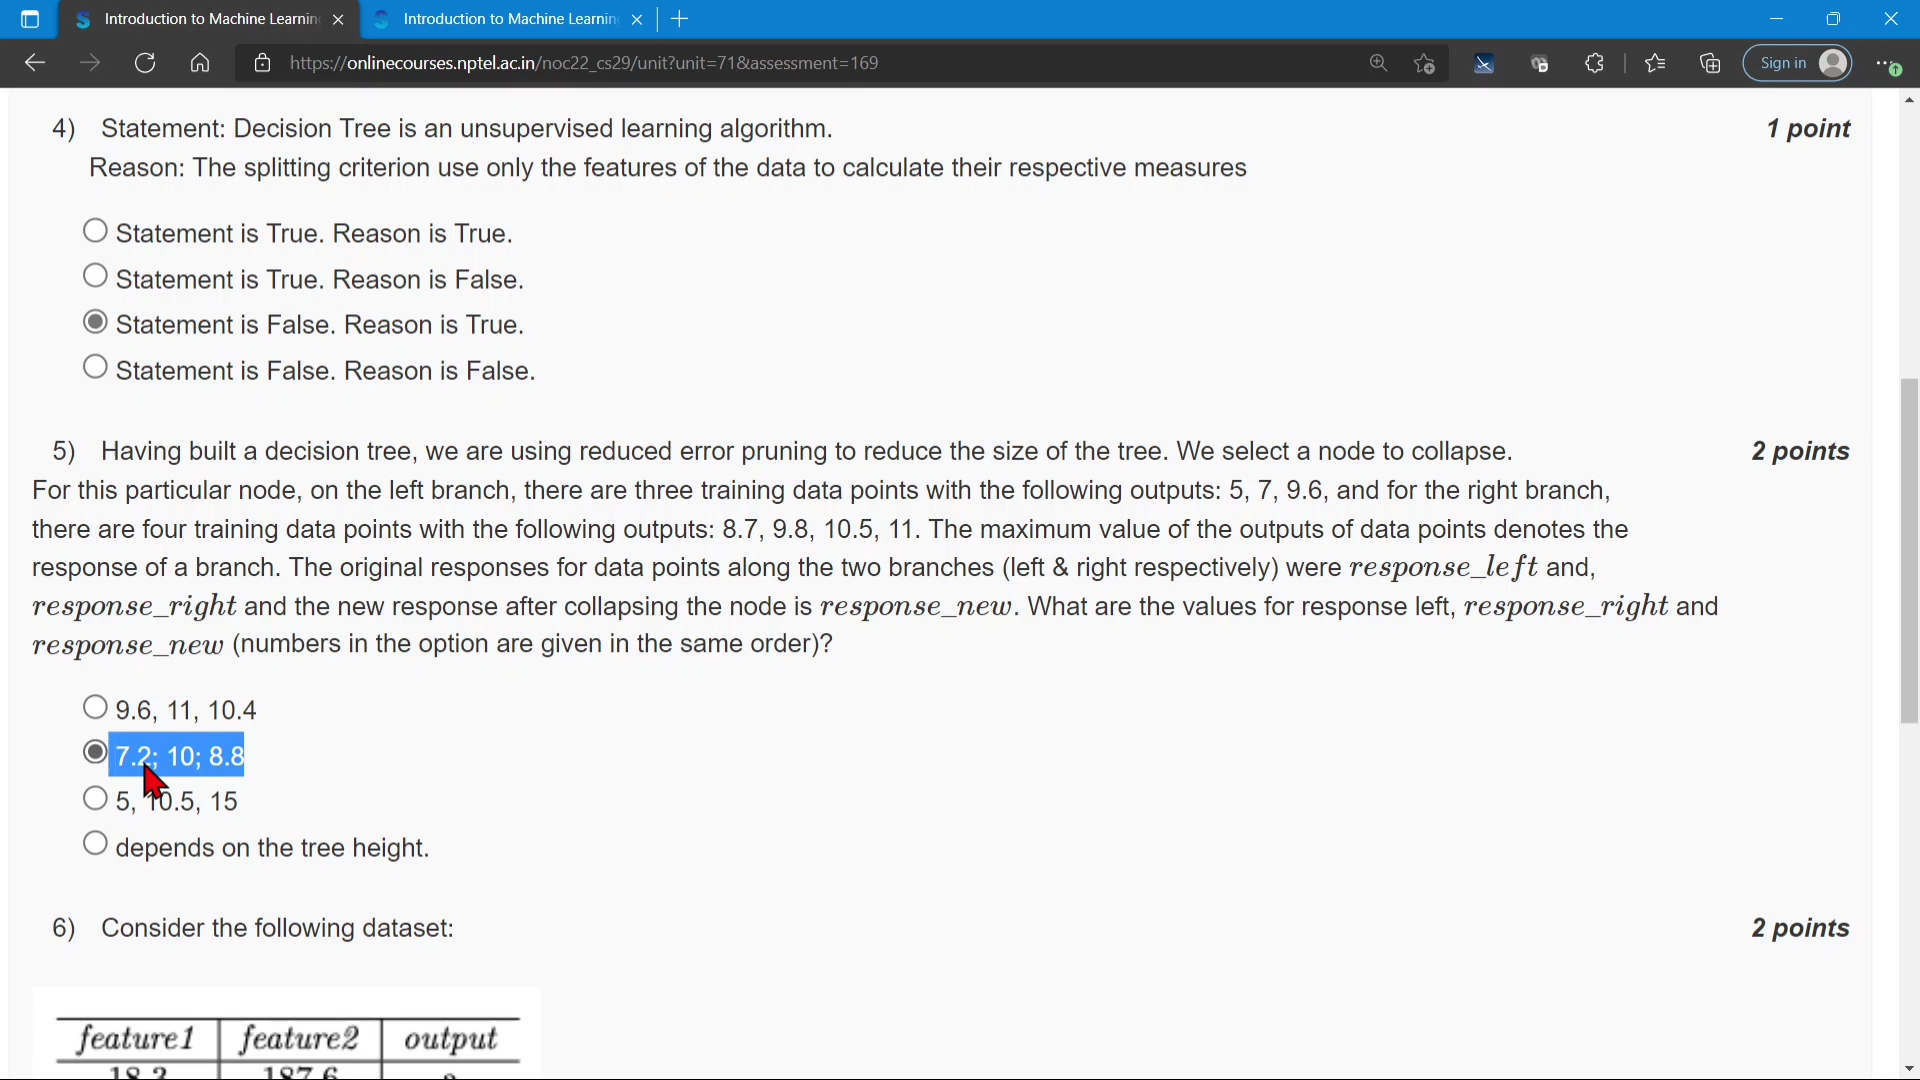 Introduction to Machine Learnin
Introduction to Machine Learnin
https://onlinecourses.nptel.ac.in/noc22_cs29/unit?unit=71&assessment=169
Sign in
4) Statement: Decision Tree is an unsupervised learning algorithm. 1 point
Reason: The splitting criterion use only the features of the data to calculate their respective measures
Statement is True. Reason is True.
Statement is True. Reason is False.
Statement is False. Reason is True.
Statement is False. Reason is False.
5) Having built a decision tree, we are using reduced error pruning to reduce the size of the tree. We select a node to collapse. 2 points
For this particular node, on the left branch, there are three training data points with the following outputs: 5, 7, 9.6, and for the right branch,
there are four training data points with the following outputs: 8.7, 9.8, 10.5, 11. The maximum value of the outputs of data points denotes the
response of a branch. The original responses for data points along the two branches (left & right respectively) were response_left and,
response_right and the new response after collapsing the node is response_new. What are the values for response left, response_right and
response_new (numbers in the option are given in the same order)?
9.6, 11, 10.4
7.2; 10; 8.8
5, 10.5, 15
depends on the tree height.
6) Consider the following dataset: 2 points
feature1 feature2 output
18.3 187.6 a